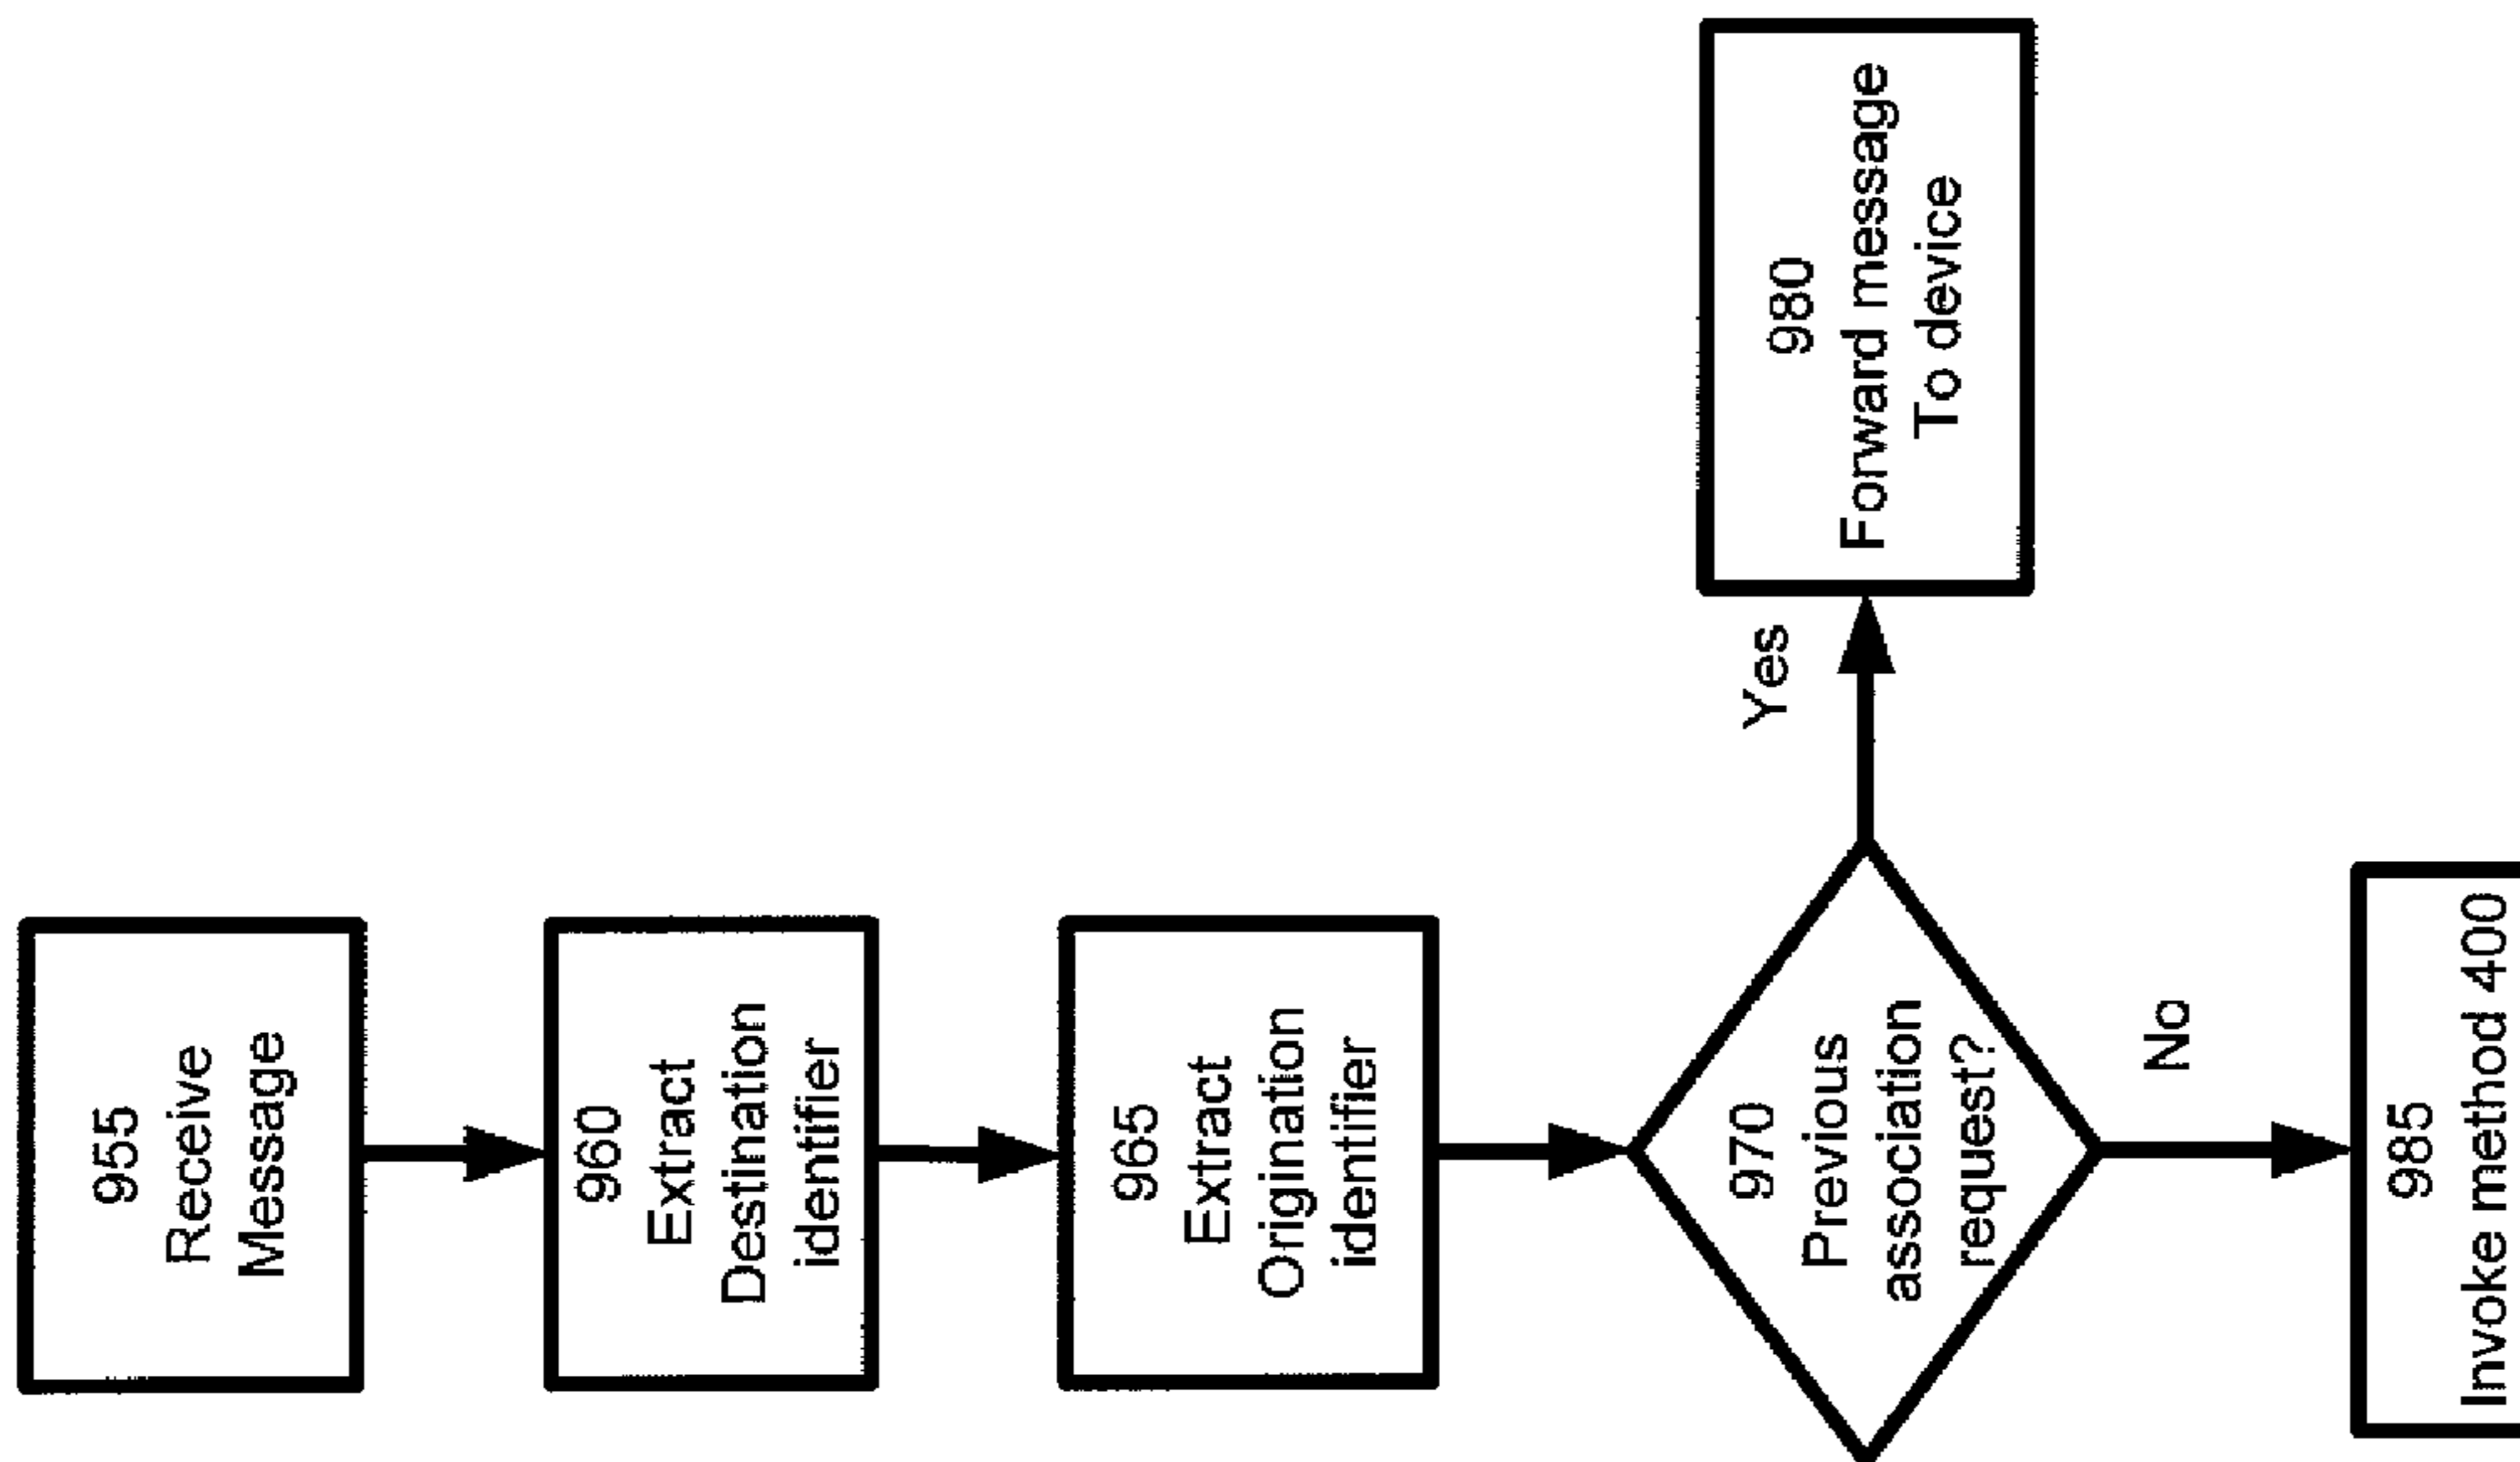 955
Receive
Message
960
Extract
Destination
identifier
965
Extract
Origination
identifier
970
Previous
association
request?
Yes
980
Forward message
To device
No
985
Invoke method 400